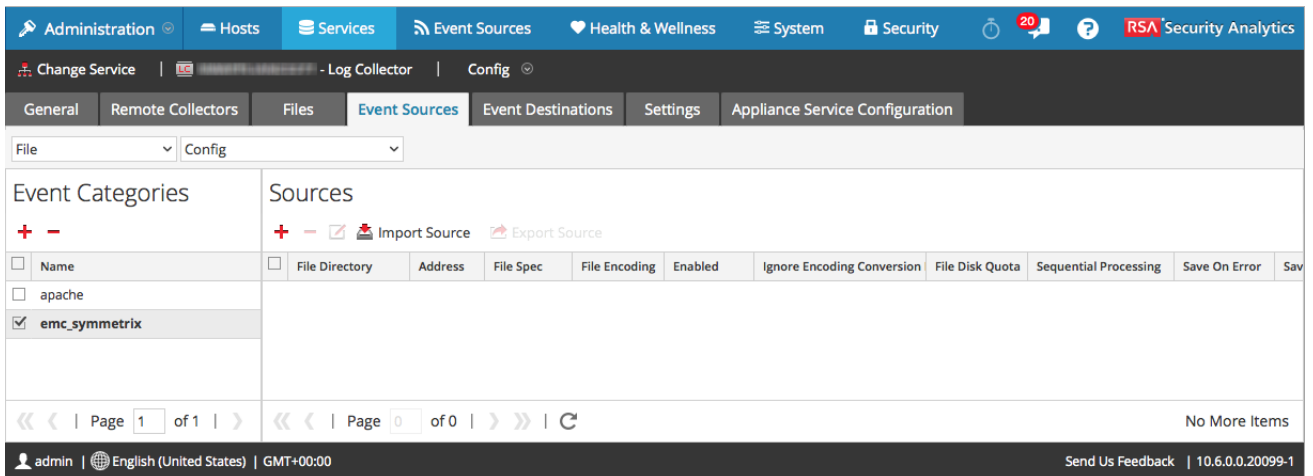 Administration Hosts Services Event Sources Health & Wellness System Security 20 ? RSA Security Analytics
Change Service | LC - Log Collector | Config
General Remote Collectors Files Event Sources Event Destinations Settings Appliance Service Configuration
File Config
Event Categories Sources
Import Source Export Source
Name File Directory Address File Spec File Encoding Enabled Ignore Encoding Conversion File Disk Quota Sequential Processing Save On Error Sav
apache
emc_symmetrix
| Page 1 of 1 | | Page 0 of 0 | | No More Items
admin | English (United States) | GMT+00:00 Send Us Feedback | 10.6.0.0.20099-1